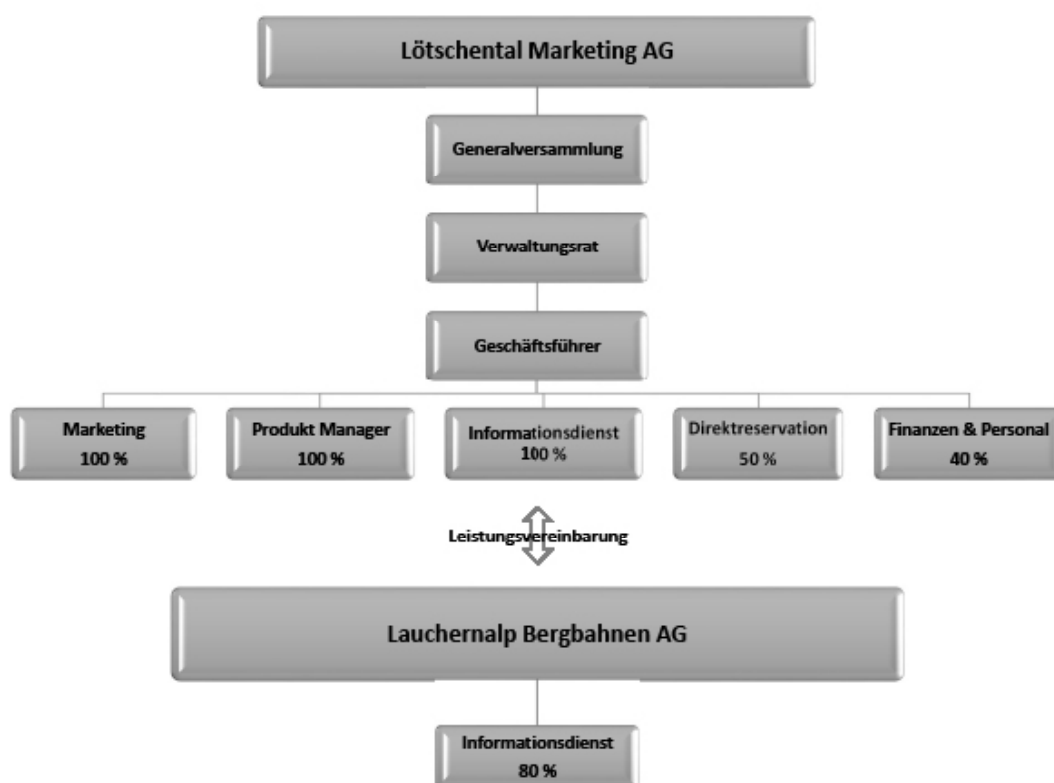 Lötschental Marketing AG
Generalversammlung
Verwaltungsrat
Geschäftsführer
Marketing
100 %
Produkt Manager
100 %
Informationsdienst
100 %
Direktreservation
50 %
Finanzen & Personal
40 %
Leistungsvereinbarung
Lauchernalp Bergbahnen AG
Informationsdienst
80 %